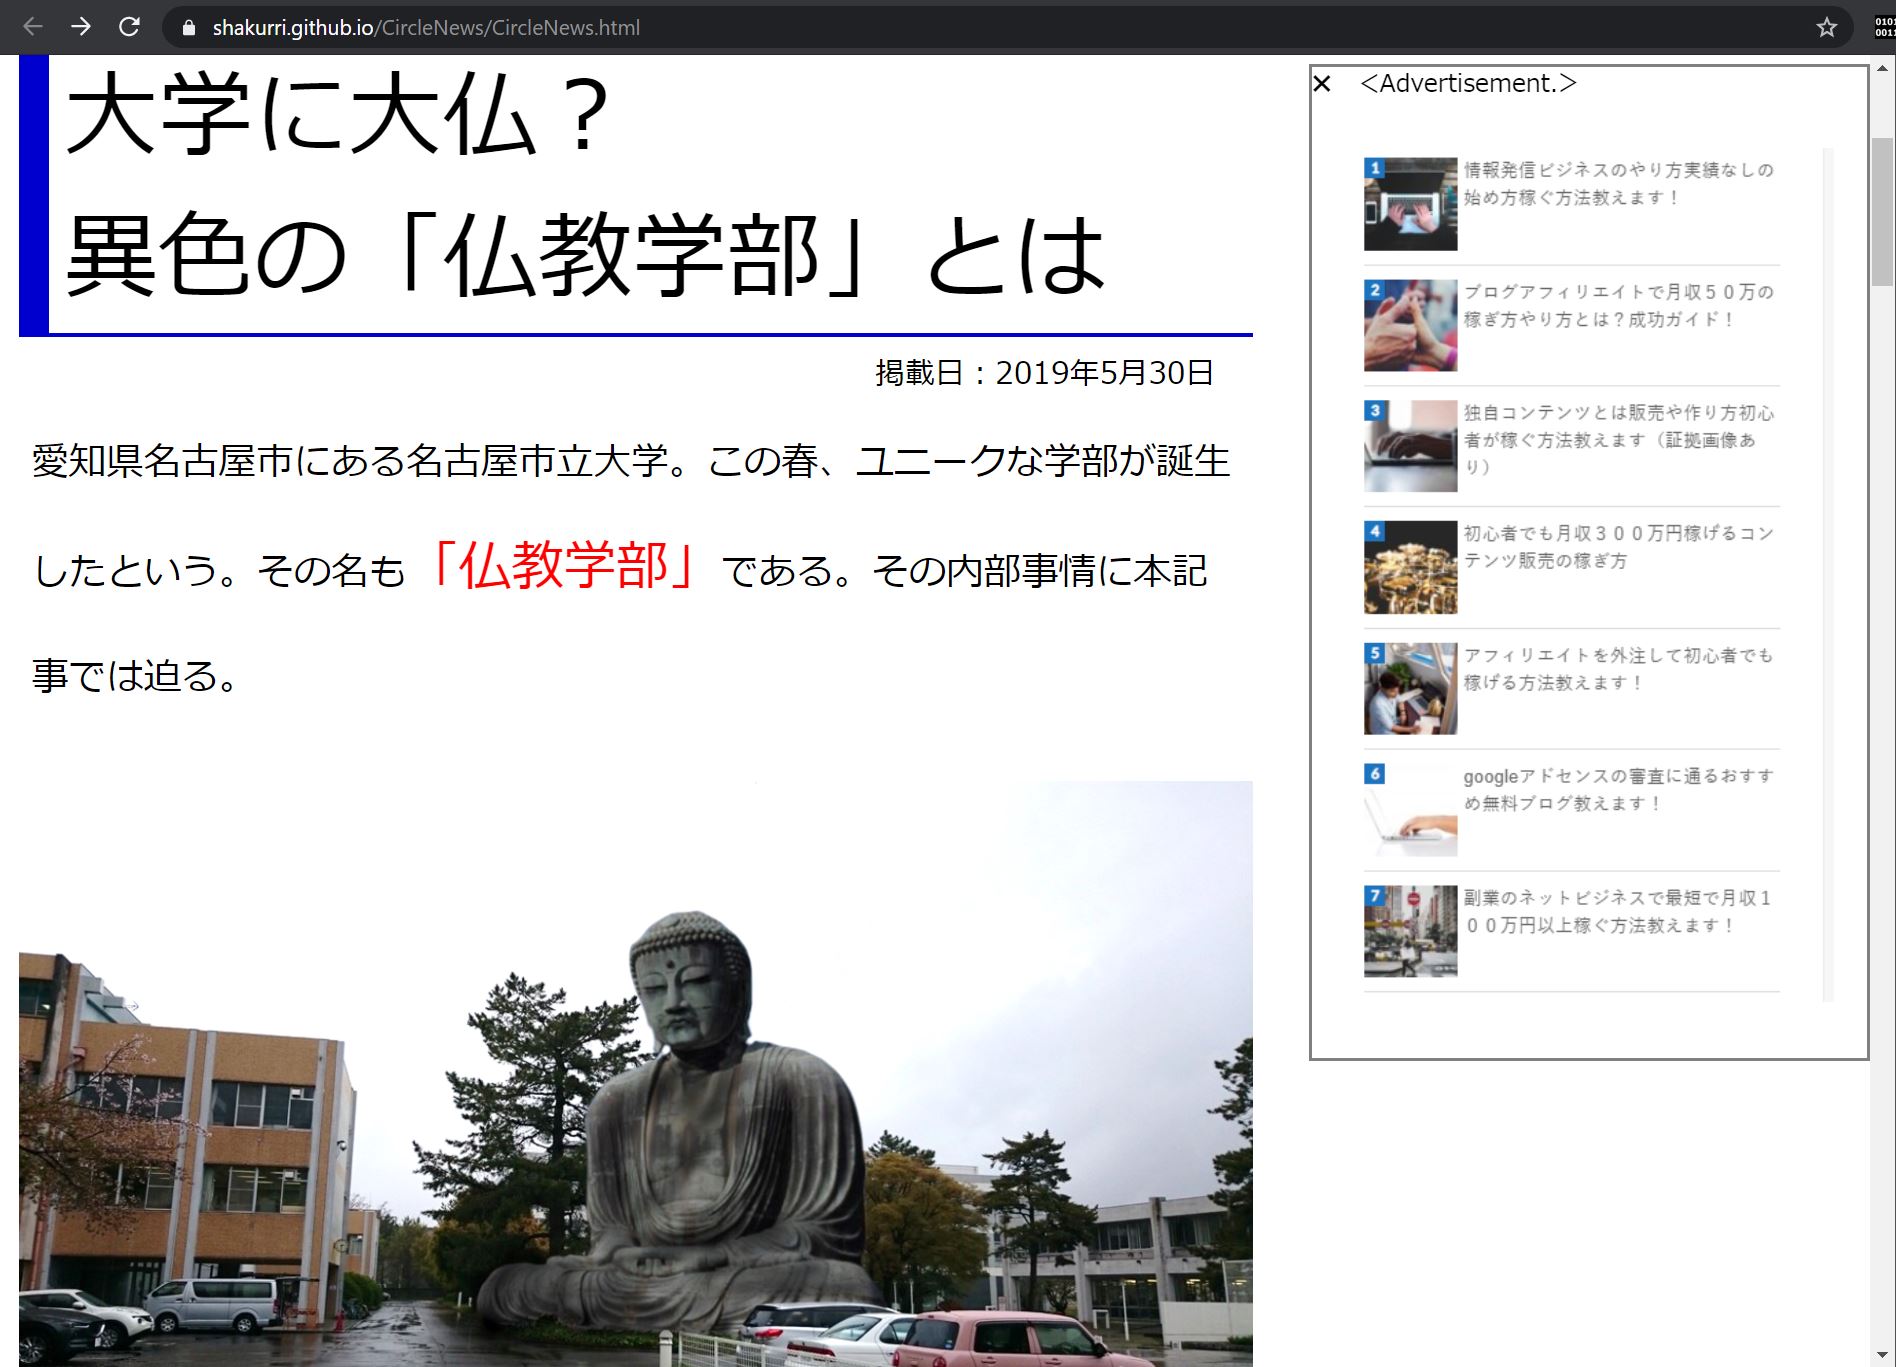 shakurri.github.io/CircleNews/CircleNews.html
大学に大仏？
異色の「仏教学部」とは
掲載日：2019年5月30日
愛知県名古屋市にある名古屋市立大学。この春、ユニークな学部が誕生
したという。その名も「仏教学部」である。その内部事情に本記
事では迫る。
✕ <Advertisement.>
1 情報発信ビジネスのやり方実績なしの
始め方稼ぐ方法教えます！
2 ブログアフィリエイトで月収５０万の
稼ぎ方やり方とは？成功ガイド！
3 独自コンテンツとは販売や作り方初心
者が稼ぐ方法教えます（証拠画像あ
り）
4 初心者でも月収３００万円稼げるコン
テンツ販売の稼ぎ方
5 アフィリエイトを外注して初心者でも
稼げる方法教えます！
6 googleアドセンスの審査に通るおすす
め無料ブログ教えます！
7 副業のネットビジネスで最短で月収１
００万円以上稼ぐ方法教えます！